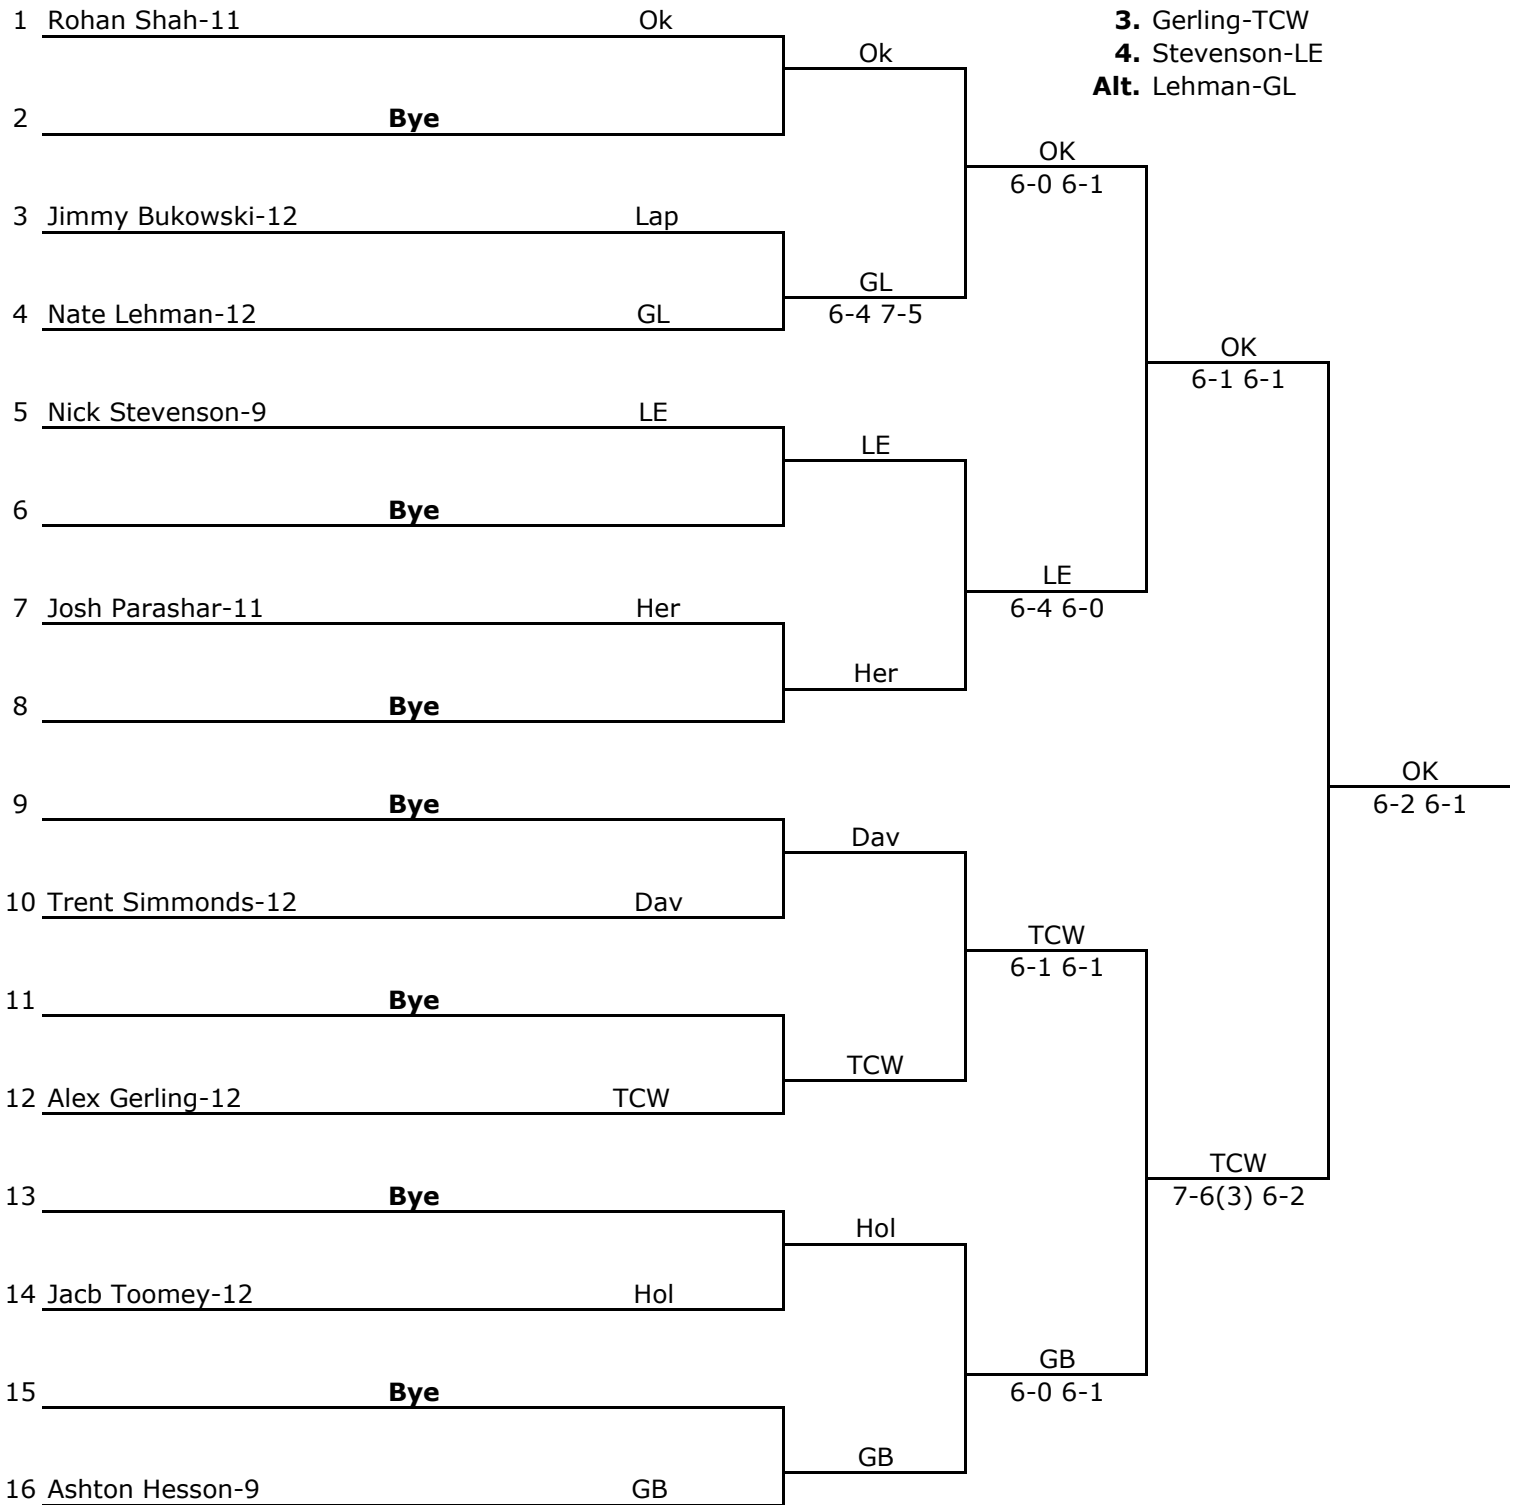 1 Rohan Shah-11 Ok
3. Gerling-TCW
Ok
4. Stevenson-LE
Alt. Lehman-GL
2 Bye
OK
6-0 6-1
3 Jimmy Bukowski-12 Lap
GL
4 Nate Lehman-12 GL
6-4 7-5
OK
6-1 6-1
5 Nick Stevenson-9 LE
LE
6 Bye
LE
7 Josh Parashar-11 Her
6-4 6-0
Her
8 Bye
OK
9 Bye
6-2 6-1
Dav
10 Trent Simmonds-12 Dav
TCW
6-1 6-1
11 Bye
TCW
12 Alex Gerling-12 TCW
TCW
13 Bye
7-6(3) 6-2
Hol
14 Jacb Toomey-12 Hol
GB
15 Bye
6-0 6-1
GB
16 Ashton Hesson-9 GB